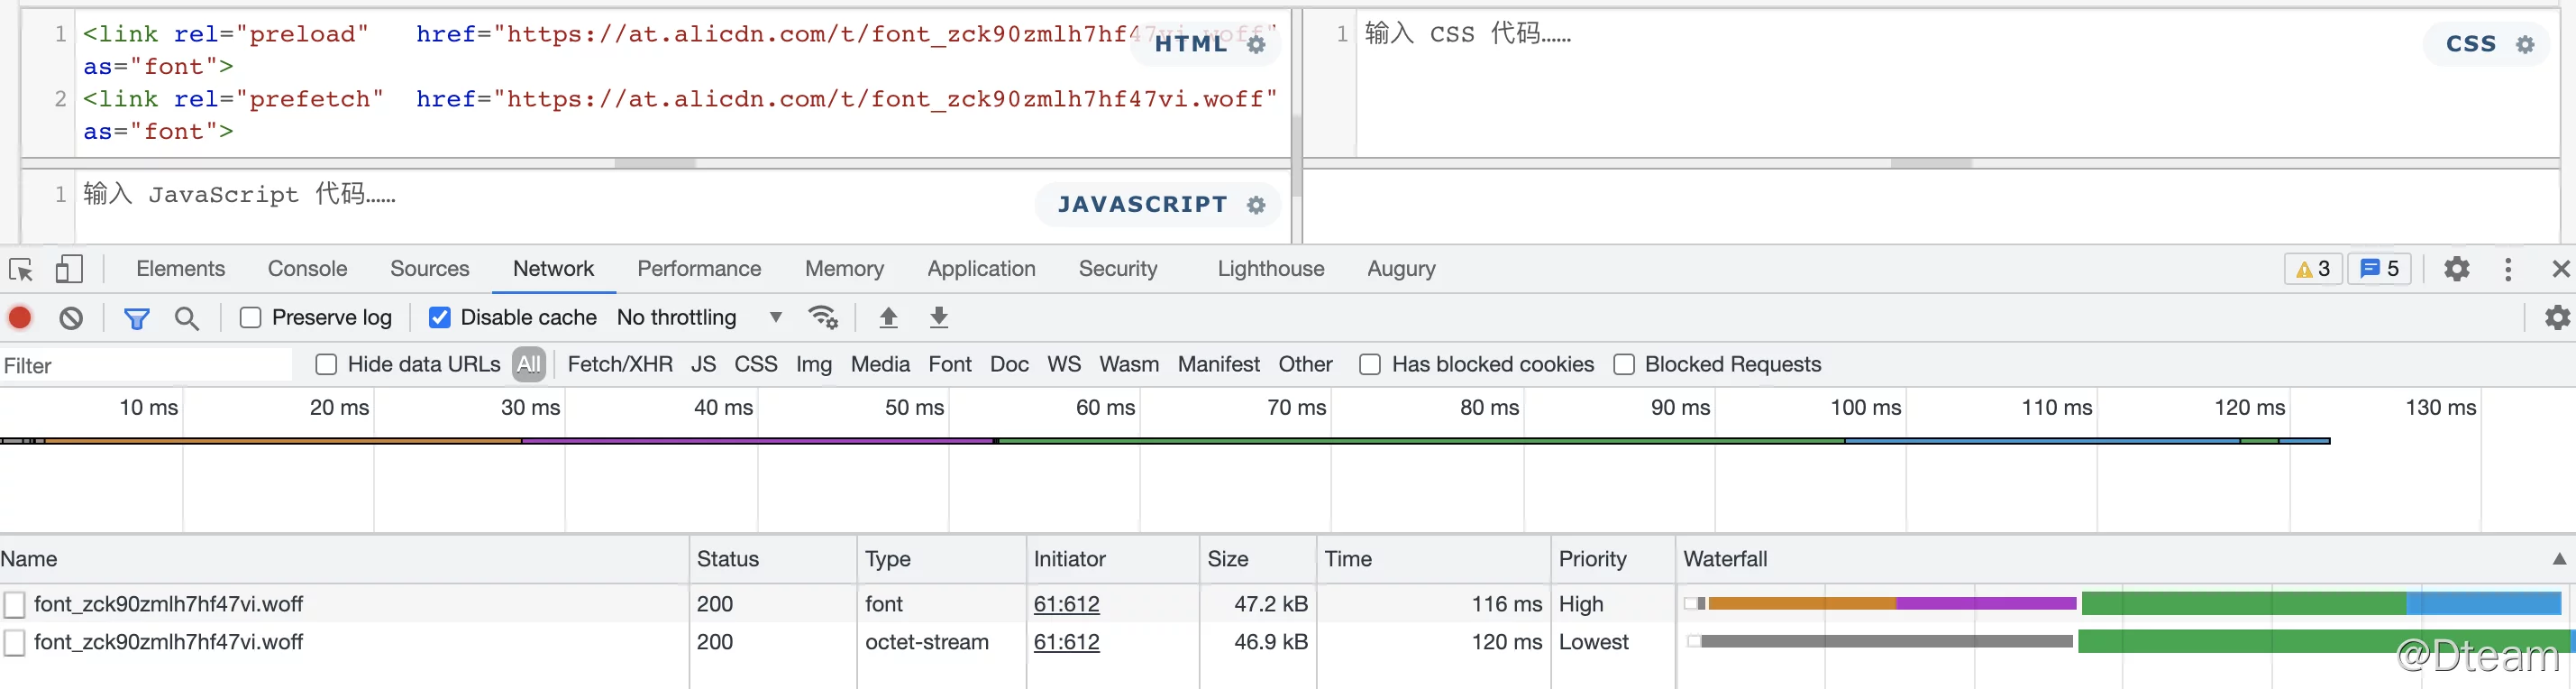 1 <link rel="preload" href="https://at.alicdn.com/t/font_zck90zmlh7hf47vi.woff"
as="font">
2 <link rel="prefetch" href="https://at.alicdn.com/t/font_zck90zmlh7hf47vi.woff"
as="font">
HTML
1 输入 CSS 代码……
CSS
1 输入 JavaScript 代码……
JAVASCRIPT
Elements Console Sources Network Performance Memory Application Security Lighthouse Augury 3 5
Preserve log Disable cache No throttling
Filter Hide data URLs All Fetch/XHR JS CSS Img Media Font Doc WS Wasm Manifest Other Has blocked cookies Blocked Requests
10 ms 20 ms 30 ms 40 ms 50 ms 60 ms 70 ms 80 ms 90 ms 100 ms 110 ms 120 ms 130 ms
Name Status Type Initiator Size Time Priority Waterfall
font_zck90zmlh7hf47vi.woff 200 font 61:612 47.2 kB 116 ms High
font_zck90zmlh7hf47vi.woff 200 octet-stream 61:612 46.9 kB 120 ms Lowest
@Dteam